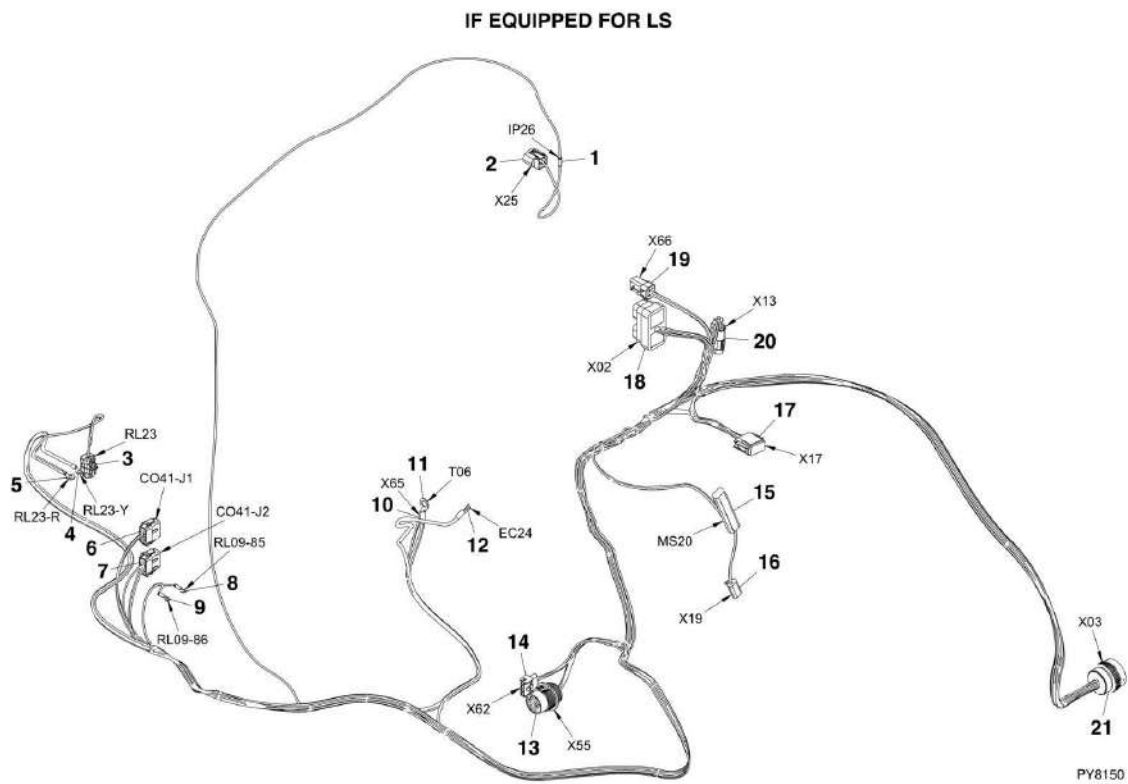 IF EQUIPPED FOR LS
IP26
2
1
X25
X66
19
X13
20
X02
18
17
X17
RL23
3
5
CO41-J1
RL23-R
RL23-Y
4
CO41-J2
6
RL09-85
7
8
9
RL09-86
11
T06
X65
10
EC24
12
15
MS20
16
X19
14
X62
13
X55
X03
21
PY8150